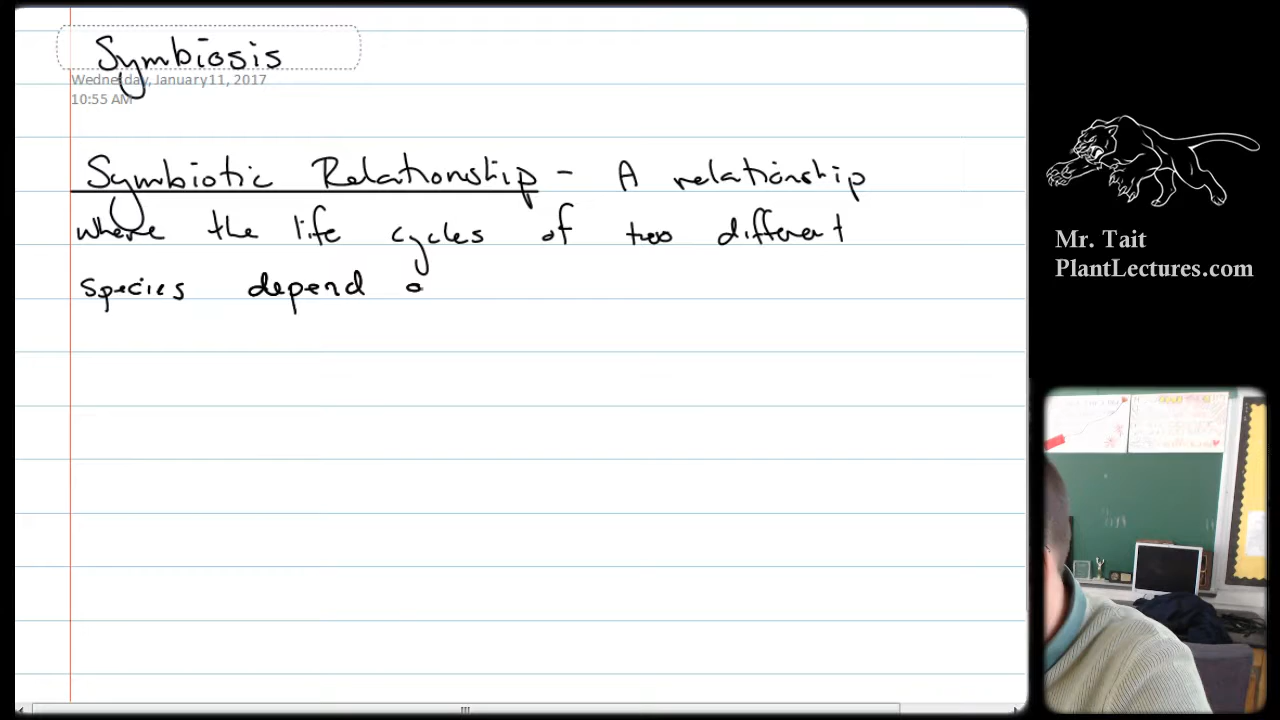 Symbiosis
Wednesday, January 11, 2017
10:55 AM
Symbiotic Relationship - A relationship
where the life cycles of two different
species depend o
Mr. Tait
PlantLectures.com